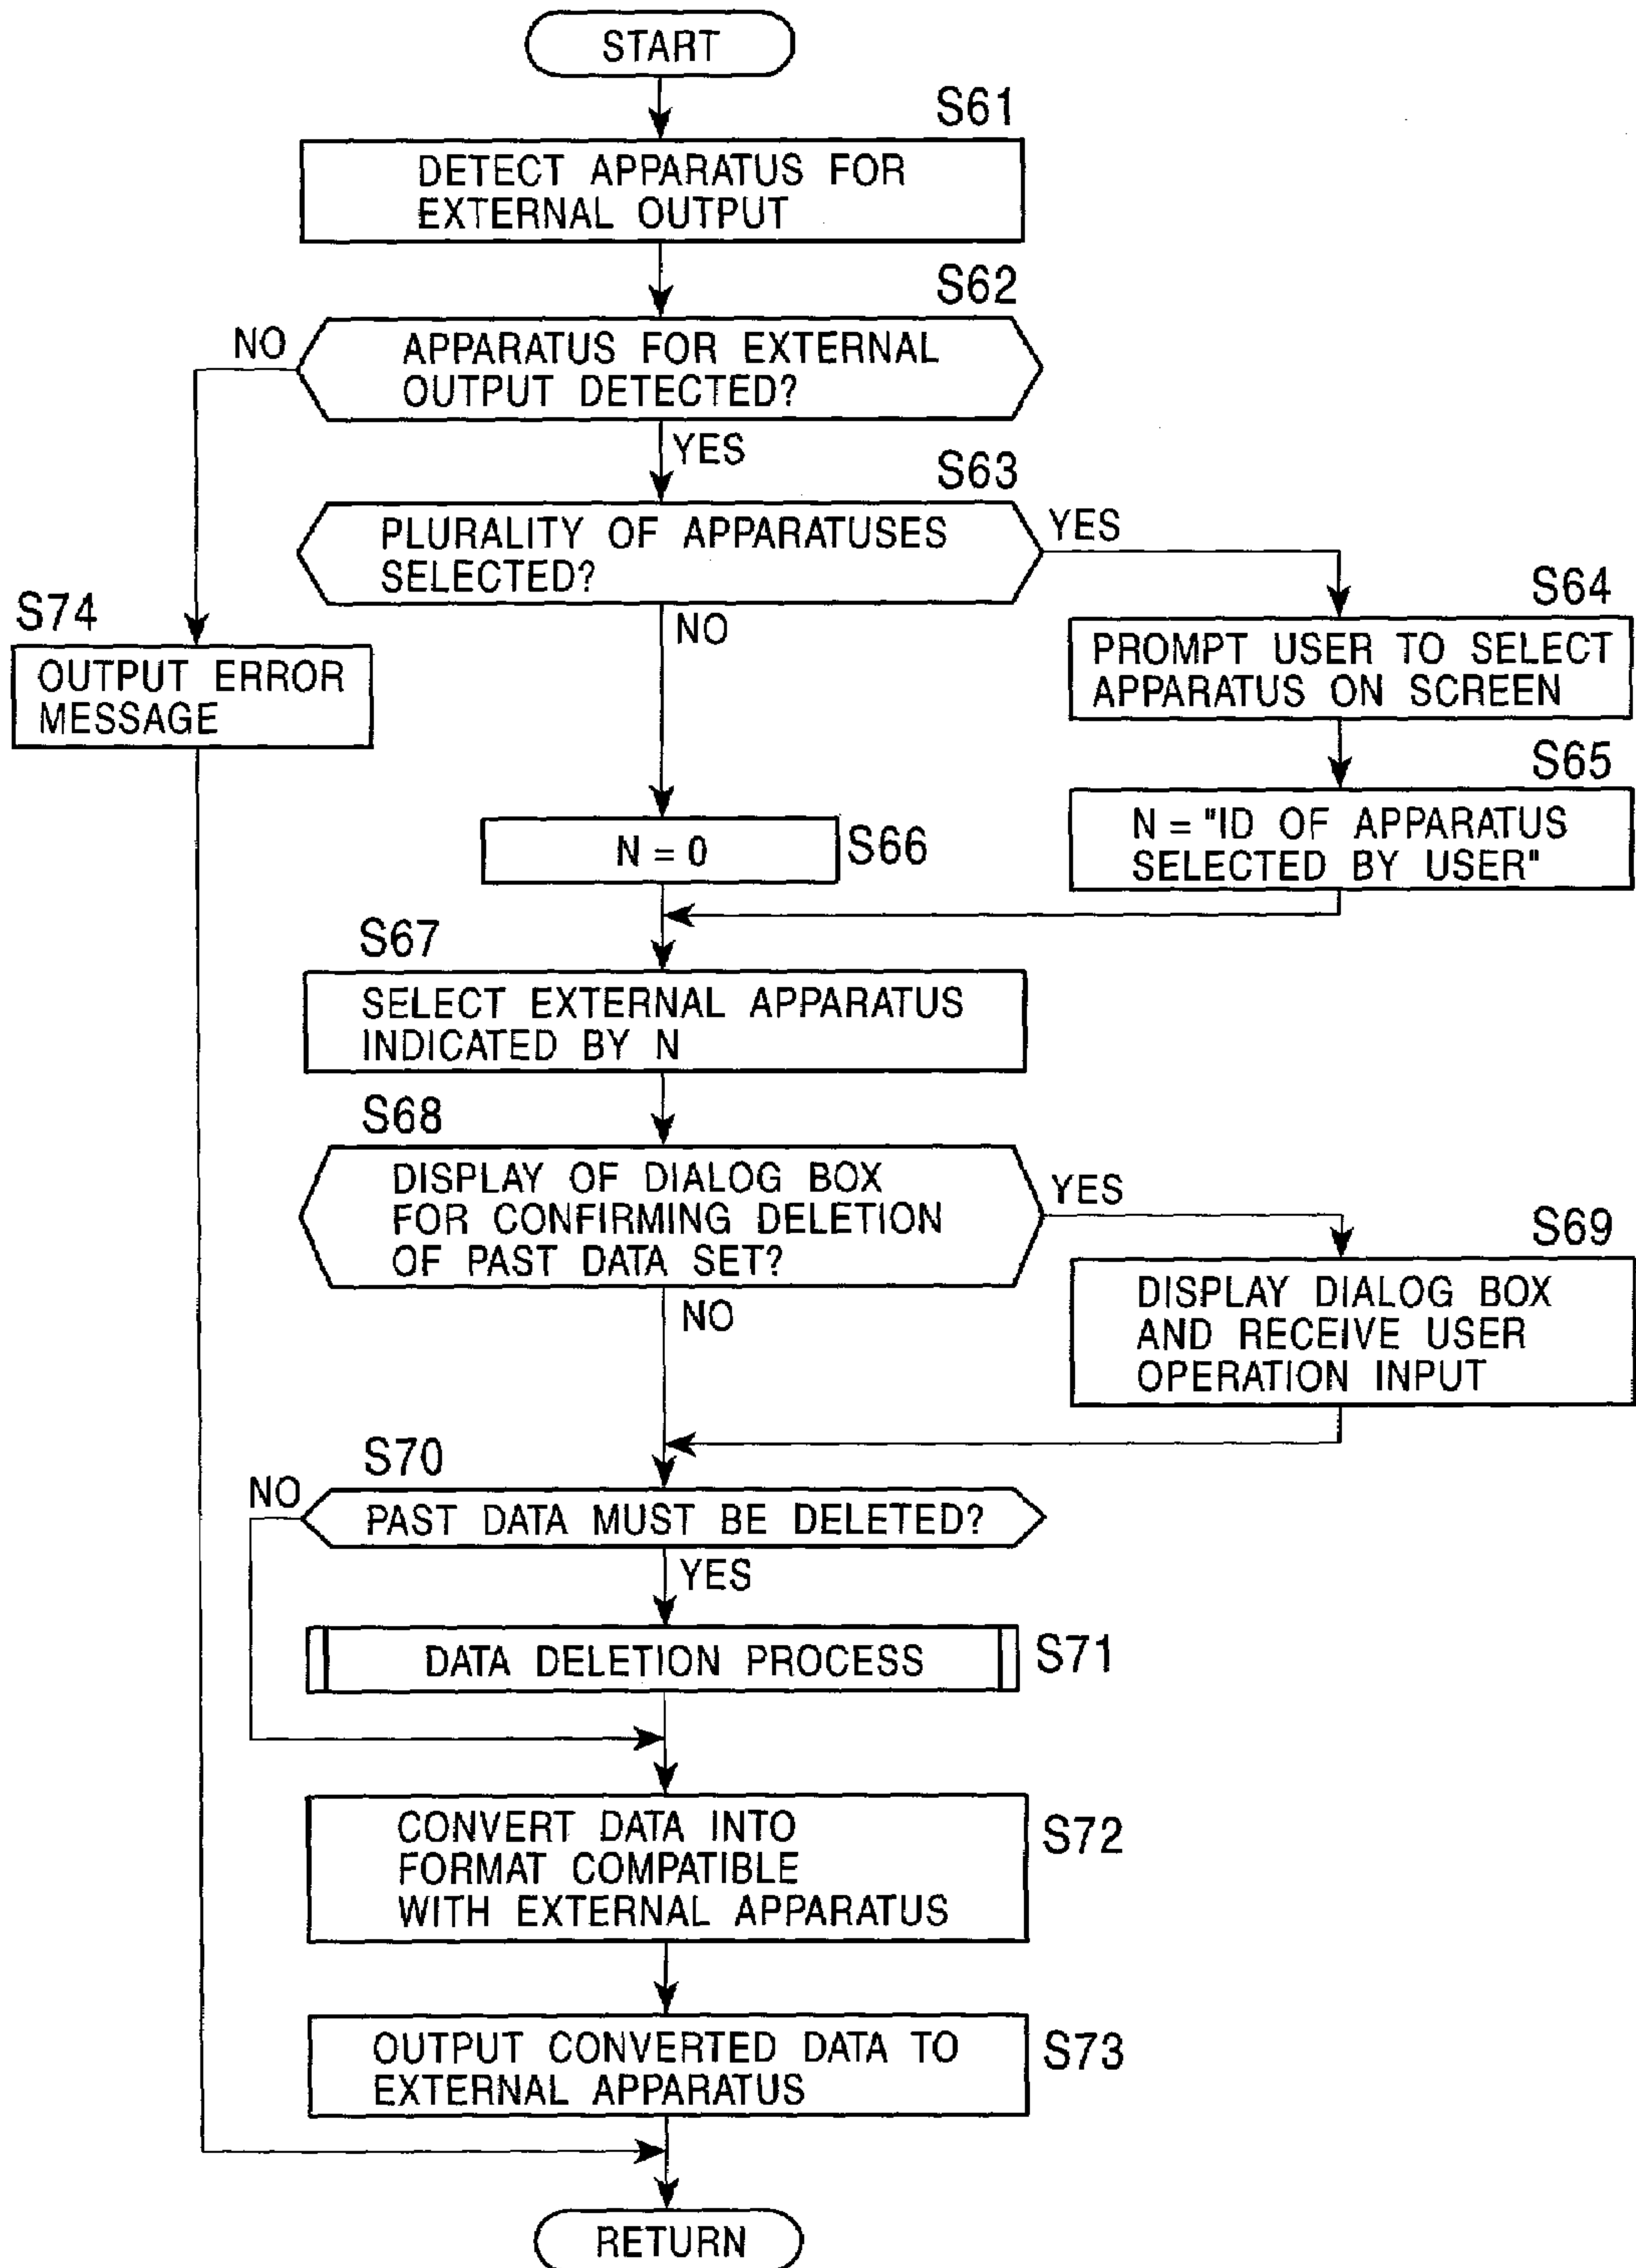 START
S61
DETECT APPARATUS FOR
EXTERNAL OUTPUT
S62
NO
APPARATUS FOR EXTERNAL
OUTPUT DETECTED?
YES
S63
PLURALITY OF APPARATUSES
SELECTED?
YES
NO
S74
OUTPUT ERROR
MESSAGE
S64
PROMPT USER TO SELECT
APPARATUS ON SCREEN
S65
N = "ID OF APPARATUS
SELECTED BY USER"
N = 0
S66
S67
SELECT EXTERNAL APPARATUS
INDICATED BY N
S68
DISPLAY OF DIALOG BOX
FOR CONFIRMING DELETION
OF PAST DATA SET?
YES
NO
S69
DISPLAY DIALOG BOX
AND RECEIVE USER
OPERATION INPUT
S70
NO
PAST DATA MUST BE DELETED?
YES
DATA DELETION PROCESS
S71
CONVERT DATA INTO
FORMAT COMPATIBLE
WITH EXTERNAL APPARATUS
S72
OUTPUT CONVERTED DATA TO
EXTERNAL APPARATUS
S73
RETURN